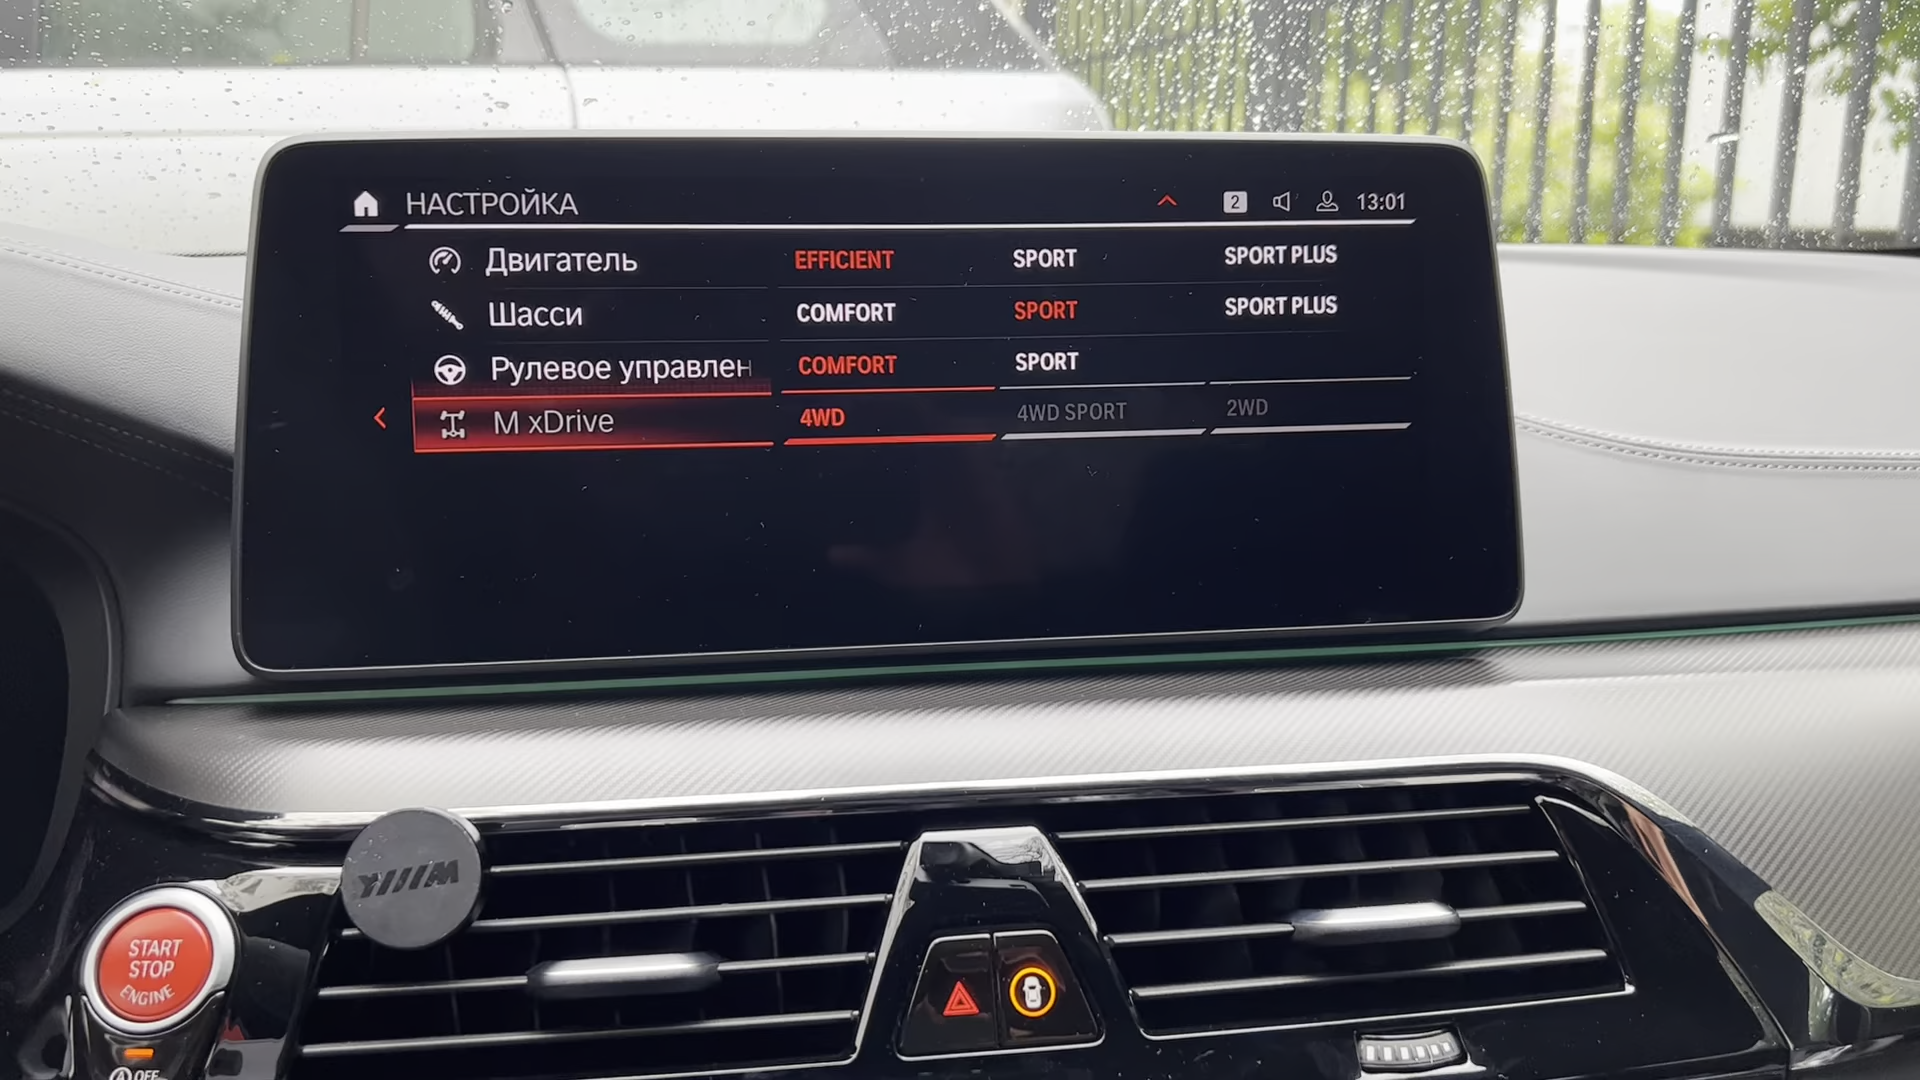 НАСТРОЙКА 2 13:01
Двигатель EFFICIENT SPORT SPORT PLUS
Шасси COMFORT SPORT SPORT PLUS
Рулевое управлен COMFORT SPORT
M xDrive 4WD 4WD SPORT 2WD
START
STOP
ENGINE
A OFF